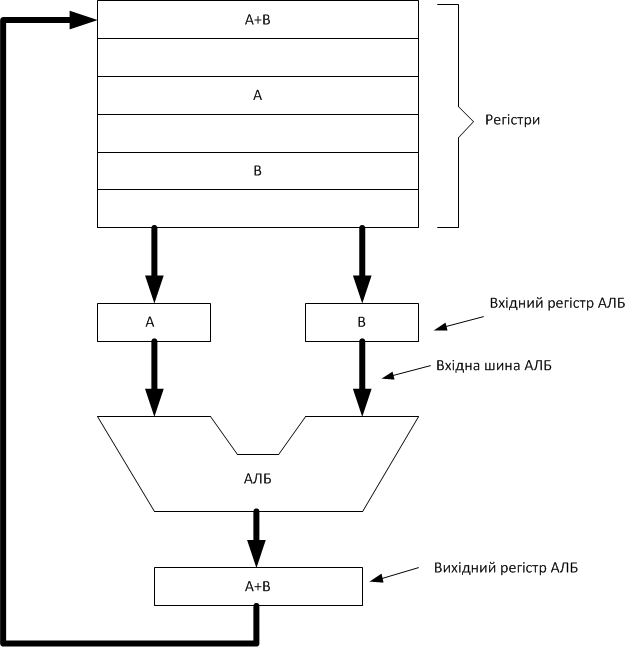 A+B
A
Регістри
B
Вхідний регістр АЛБ
A
B
Вхідна шина АЛБ
АЛБ
Вихідний регістр АЛБ
A+B